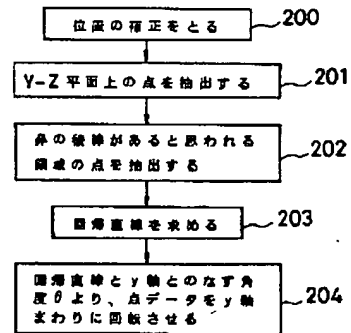 位置の補正をとる
200
Y-Z平面上の点を抽出する
201
鼻の稜線があると思われる
領域の点を抽出する
202
回帰直線を求める
203
回帰直線とy軸とのなす角
度θより、点データをy軸
まわりに回転させる
204